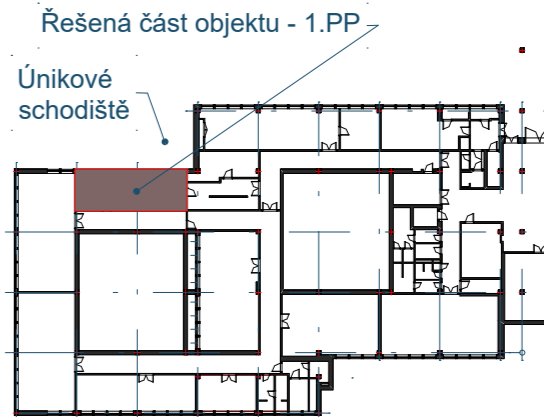 Řešená část objektu - 1.PP
Únikové
schodiště